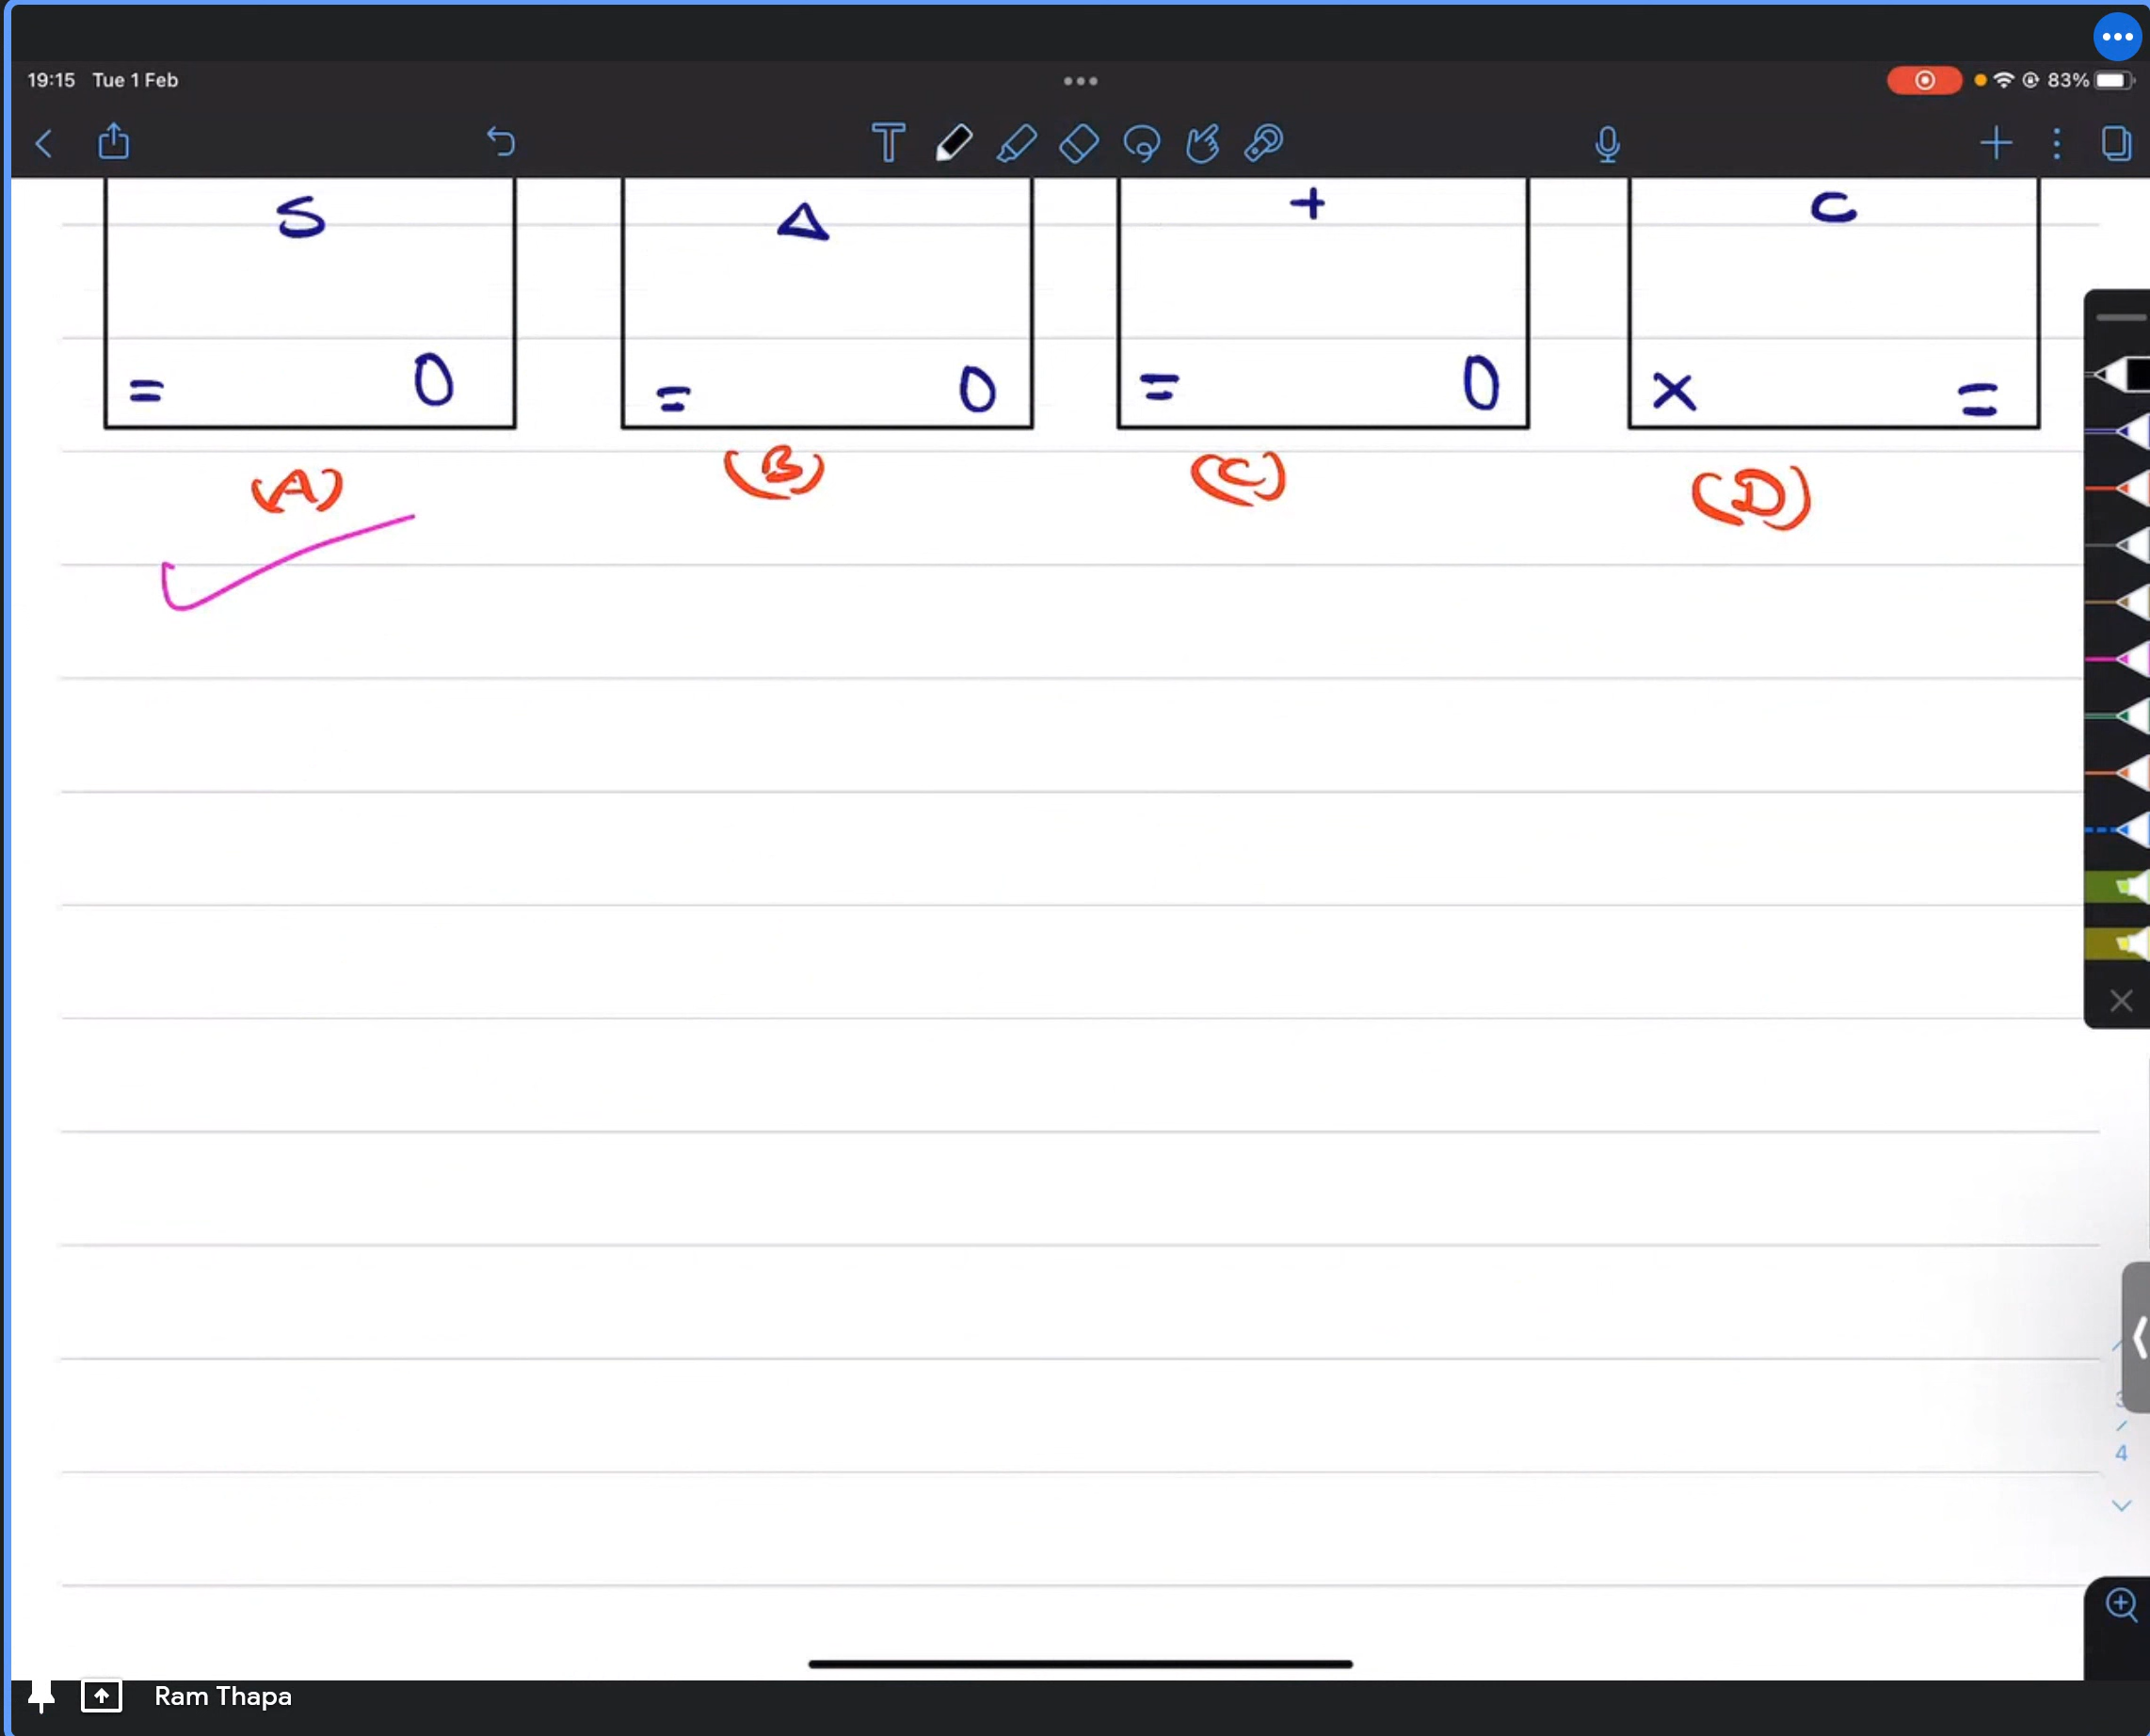 19:15 Tue 1 Feb
83%
T
S Δ + C
= 0 = 0 = 0 × =
(A) (B) (C) (D)
4
Ram Thapa